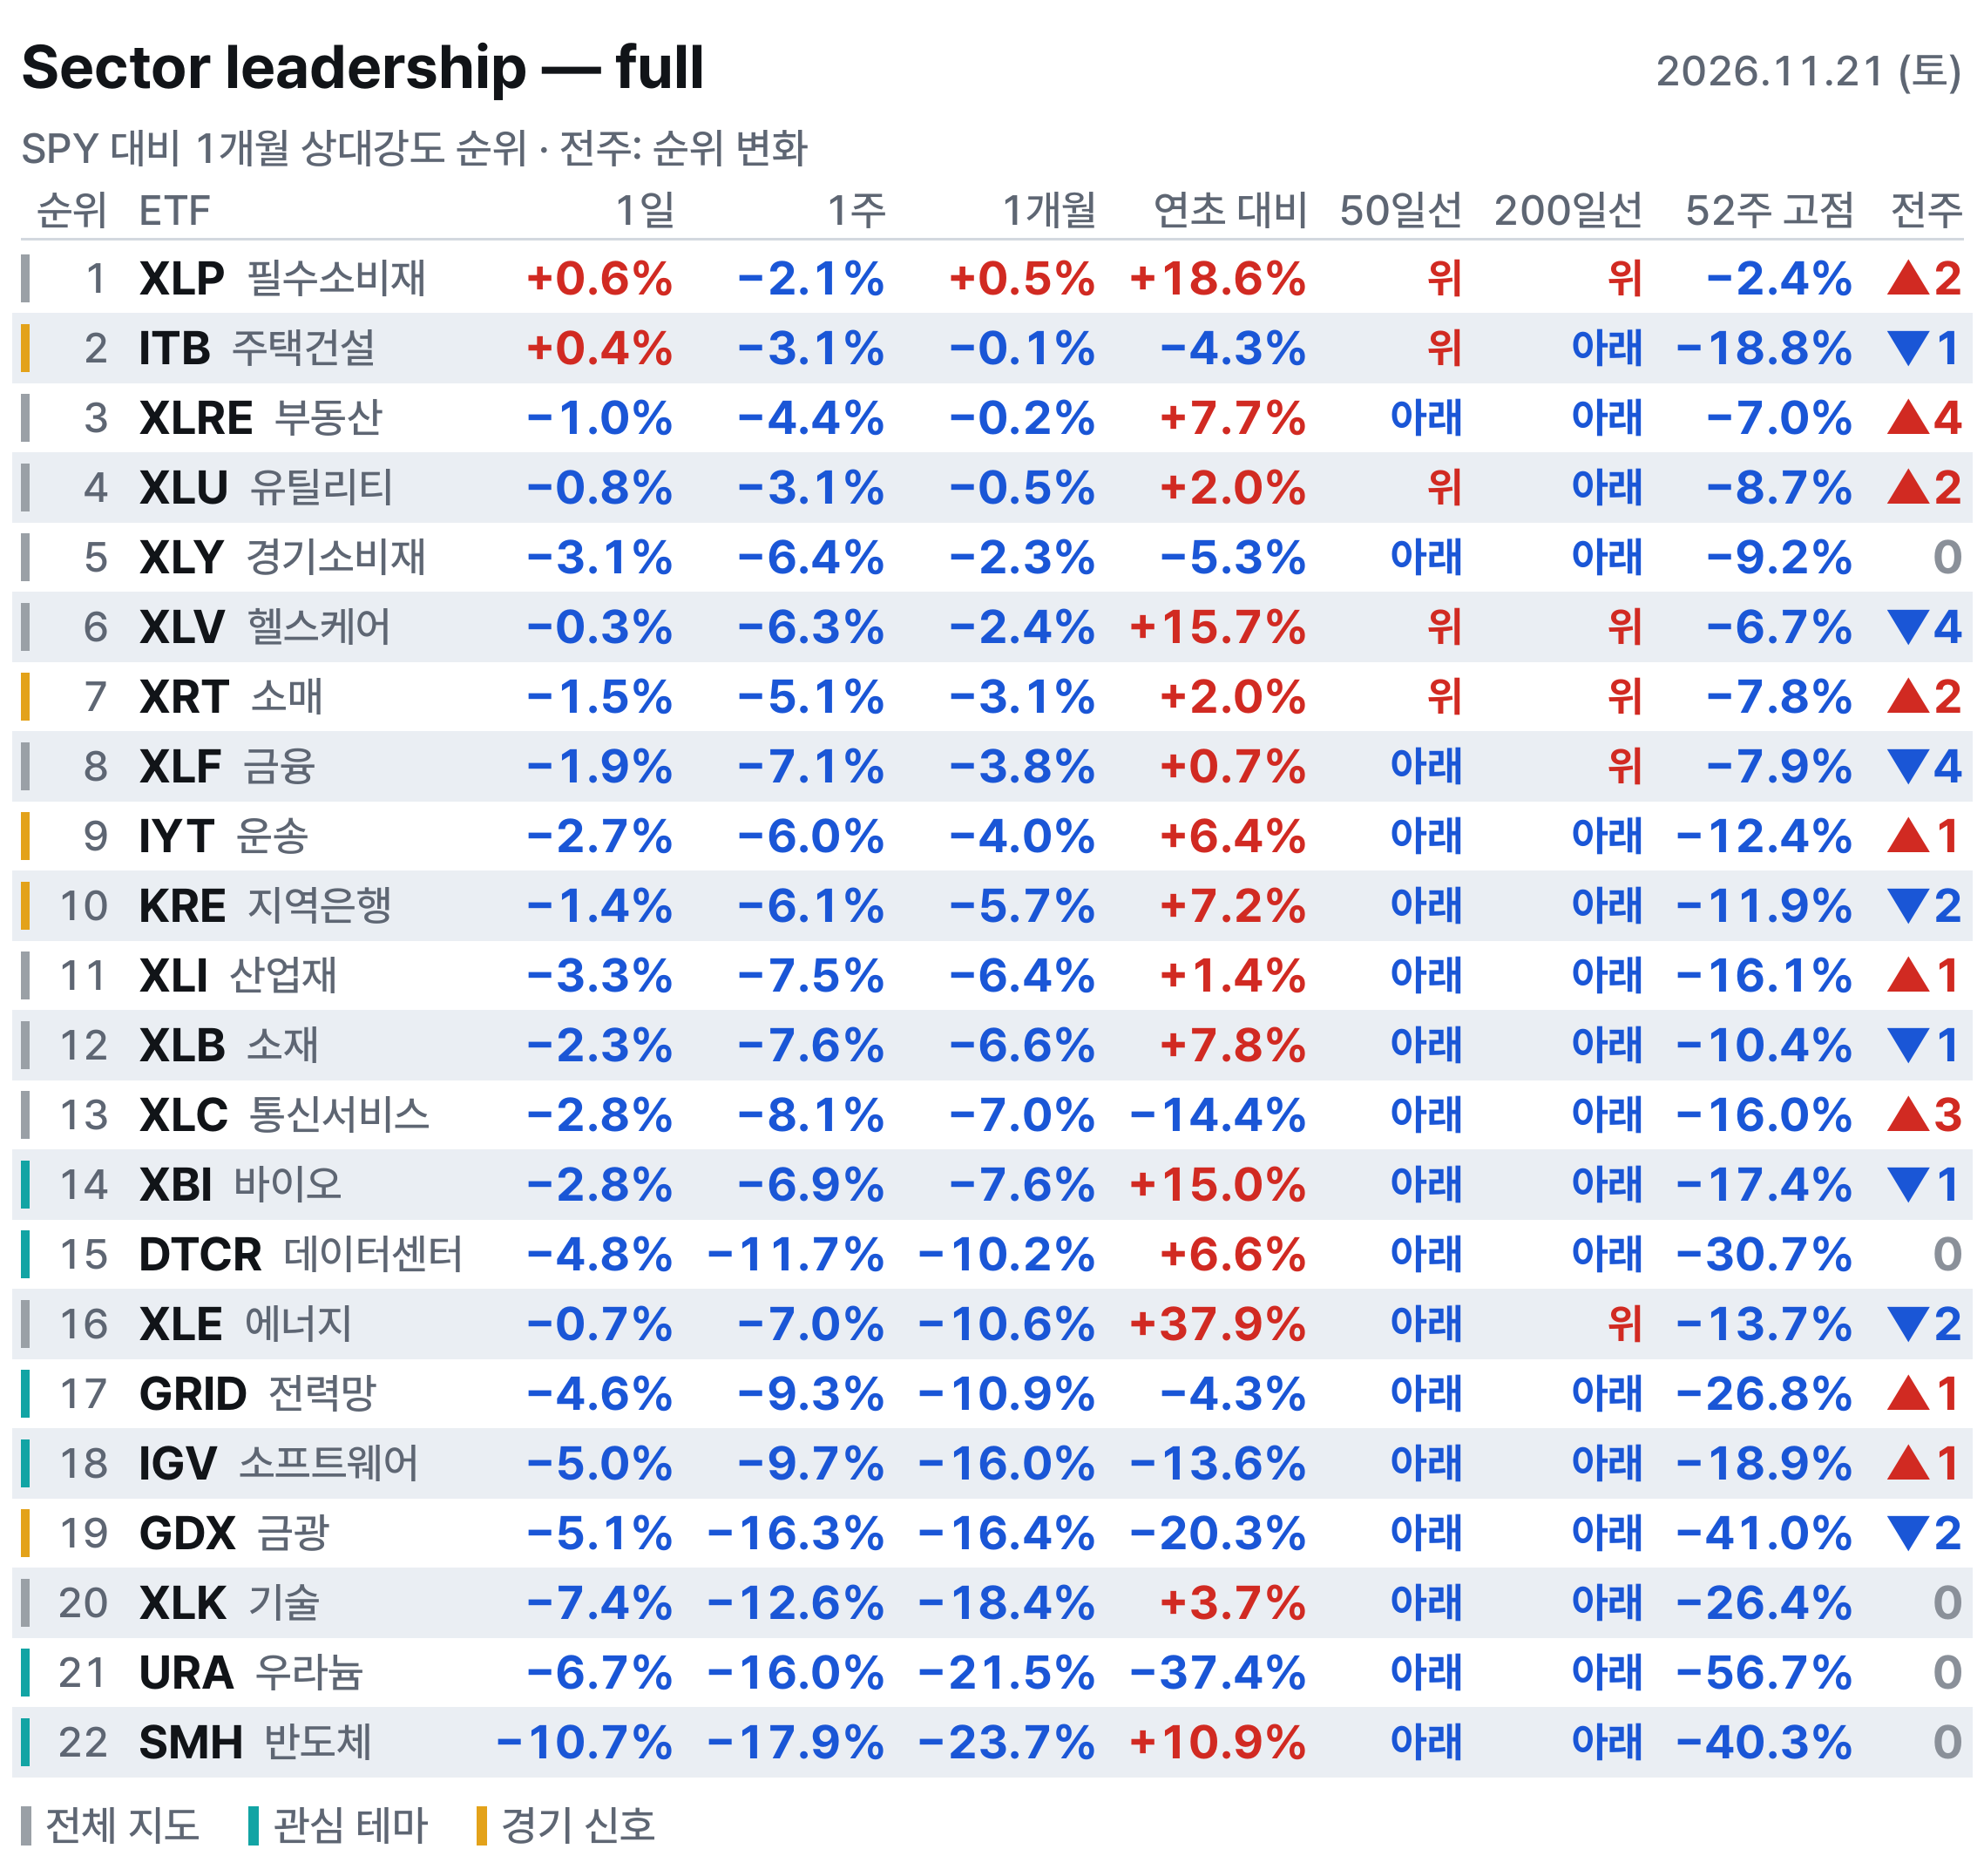 Sector leadership — full 2026.11.21 (토)
SPY 대비 1개월 상대강도 순위 · 전주: 순위 변화
순위 ETF 1일 1주 1개월 연초 대비 50일선 200일선 52주 고점 전주
1 XLP 필수소비재 +0.6% −2.1% +0.5% +18.6% 위 위 −2.4% ▲2
2 ITB 주택건설 +0.4% −3.1% −0.1% −4.3% 위 아래 −18.8% ▼1
3 XLRE 부동산 −1.0% −4.4% −0.2% +7.7% 아래 아래 −7.0% ▲4
4 XLU 유틸리티 −0.8% −3.1% −0.5% +2.0% 위 아래 −8.7% ▲2
5 XLY 경기소비재 −3.1% −6.4% −2.3% −5.3% 아래 아래 −9.2% 0
6 XLV 헬스케어 −0.3% −6.3% −2.4% +15.7% 위 위 −6.7% ▼4
7 XRT 소매 −1.5% −5.1% −3.1% +2.0% 위 위 −7.8% ▲2
8 XLF 금융 −1.9% −7.1% −3.8% +0.7% 아래 위 −7.9% ▼4
9 IYT 운송 −2.7% −6.0% −4.0% +6.4% 아래 아래 −12.4% ▲1
10 KRE 지역은행 −1.4% −6.1% −5.7% +7.2% 아래 아래 −11.9% ▼2
11 XLI 산업재 −3.3% −7.5% −6.4% +1.4% 아래 아래 −16.1% ▲1
12 XLB 소재 −2.3% −7.6% −6.6% +7.8% 아래 아래 −10.4% ▼1
13 XLC 통신서비스 −2.8% −8.1% −7.0% −14.4% 아래 아래 −16.0% ▲3
14 XBI 바이오 −2.8% −6.9% −7.6% +15.0% 아래 아래 −17.4% ▼1
15 DTCR 데이터센터 −4.8% −11.7% −10.2% +6.6% 아래 아래 −30.7% 0
16 XLE 에너지 −0.7% −7.0% −10.6% +37.9% 아래 위 −13.7% ▼2
17 GRID 전력망 −4.6% −9.3% −10.9% −4.3% 아래 아래 −26.8% ▲1
18 IGV 소프트웨어 −5.0% −9.7% −16.0% −13.6% 아래 아래 −18.9% ▲1
19 GDX 금광 −5.1% −16.3% −16.4% −20.3% 아래 아래 −41.0% ▼2
20 XLK 기술 −7.4% −12.6% −18.4% +3.7% 아래 아래 −26.4% 0
21 URA 우라늄 −6.7% −16.0% −21.5% −37.4% 아래 아래 −56.7% 0
22 SMH 반도체 −10.7% −17.9% −23.7% +10.9% 아래 아래 −40.3% 0
전체 지도 관심 테마 경기 신호